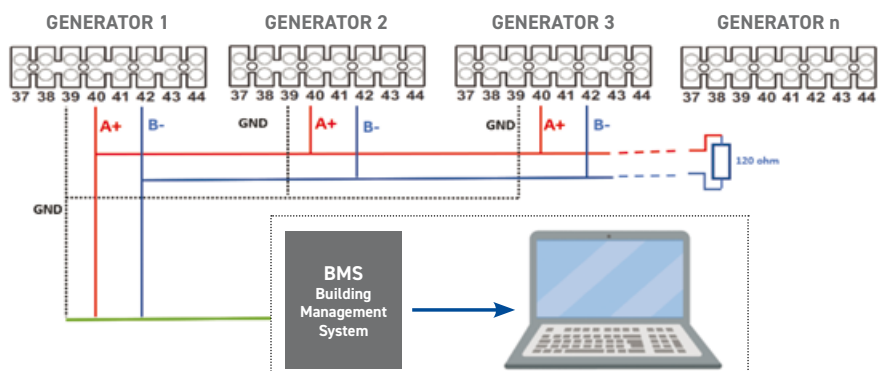 GENERATOR 1 GENERATOR 2 GENERATOR 3 GENERATOR n
37 38 39 40 41 42 43 44 37 38 39 40 41 42 43 44 37 38 39 40 41 42 43 44 37 38 39 40 41 42 43 44
A+ B- GND A+ B- GND A+ B-
120 ohm
GND
BMS
Building
Management
System